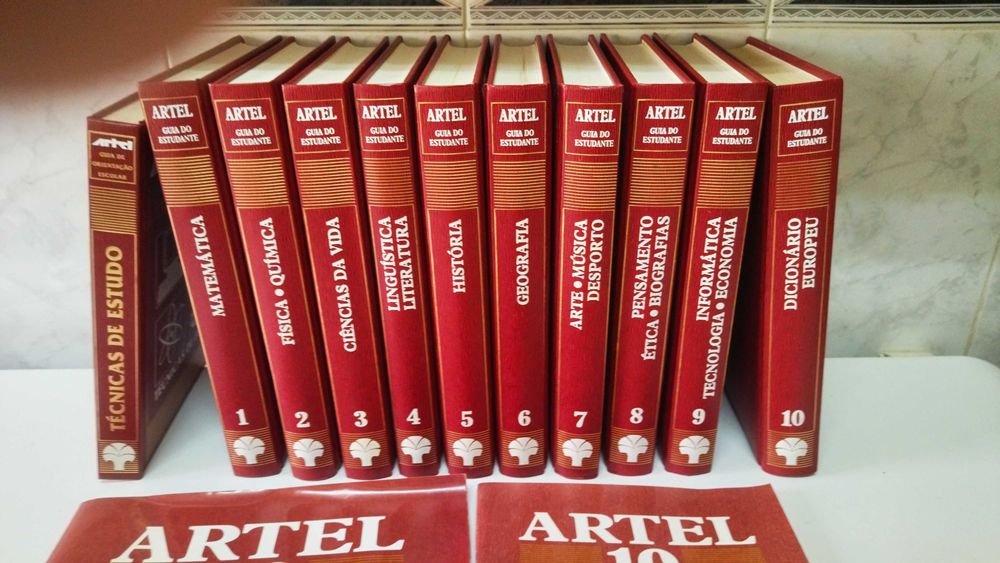 Artel
GUIA DE
ORIENTAÇÃO
ESCOLAR
TÉCNICAS DE ESTUDO
ARTEL
GUIA DO
ESTUDANTE
MATEMÁTICA
1
ARTEL
GUIA DO
ESTUDANTE
FÍSICA • QUÍMICA
2
ARTEL
GUIA DO
ESTUDANTE
CIÊNCIAS DA VIDA
3
ARTEL
GUIA DO
ESTUDANTE
LINGUÍSTICA
LITERATURA
4
ARTEL
GUIA DO
ESTUDANTE
HISTÓRIA
5
ARTEL
GUIA DO
ESTUDANTE
GEOGRAFIA
6
ARTEL
GUIA DO
ESTUDANTE
ARTE • MÚSICA
DESPORTO
7
ARTEL
GUIA DO
ESTUDANTE
PENSAMENTO
ÉTICA • BIOGRAFIAS
8
ARTEL
GUIA DO
ESTUDANTE
INFORMÁTICA
TECNOLOGIA • ECONOMIA
9
ARTEL
GUIA DO
ESTUDANTE
DICIONÁRIO
EUROPEU
10
ARTEL
ARTEL
10